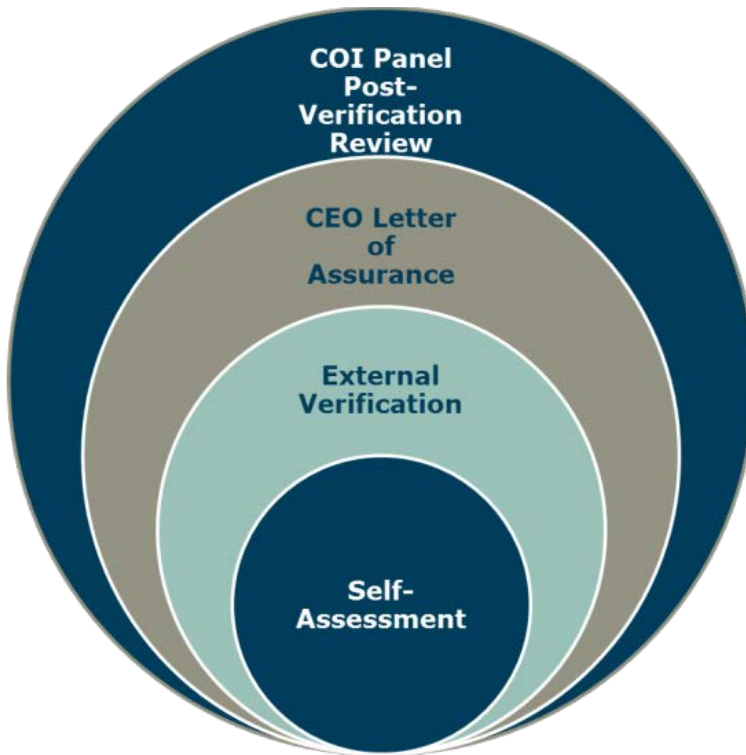 COI Panel
Post-
Verification
Review
CEO Letter
of
Assurance
External
Verification
Self-
Assessment